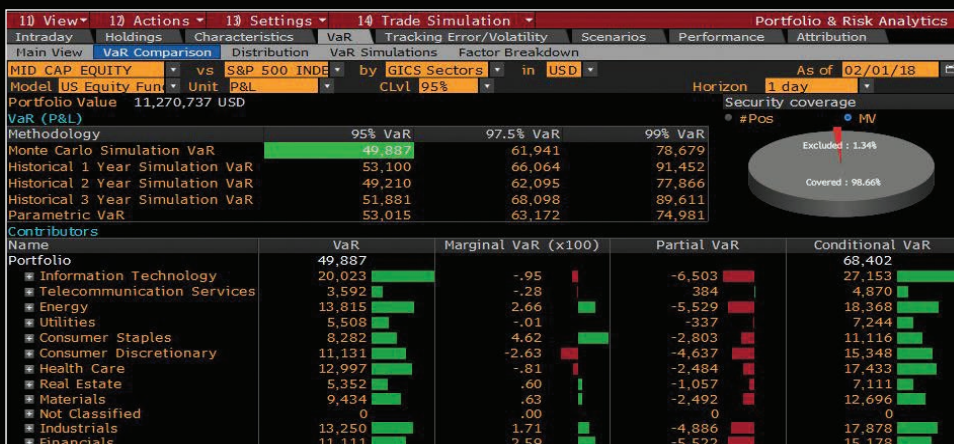 11) View 12) Actions 13) Settings 14) Trade Simulation Portfolio & Risk Analytics
Intraday Holdings Characteristics VaR Tracking Error/Volatility Scenarios Performance Attribution
Main View VaR Comparison Distribution VaR Simulations Factor Breakdown
MID CAP EQUITY vs S&P 500 INDE by GICS Sectors in USD As of 02/01/18
Model US Equity Fun Unit P&L CLvl 95% Horizon 1 day
Portfolio Value 11,270,737 USD Security coverage
VaR (P&L) #Pos MV
Methodology 95% VaR 97.5% VaR 99% VaR
Monte Carlo Simulation VaR 49,887 61,941 78,679 Excluded : 1.34%
Historical 1 Year Simulation VaR 53,100 66,064 91,452
Historical 2 Year Simulation VaR 49,210 62,095 77,866 Covered : 98.66%
Historical 3 Year Simulation VaR 51,881 68,098 89,611
Parametric VaR 53,015 63,172 74,981
Contributors
Name VaR Marginal VaR (x100) Partial VaR Conditional VaR
Portfolio 49,887 68,402
Information Technology 20,023 -.95 -6,503 27,153
Telecommunication Services 3,592 -.28 384 4,870
Energy 13,815 2.66 -5,529 18,368
Utilities 5,508 -.01 -337 7,244
Consumer Staples 8,282 4.62 -2,803 11,116
Consumer Discretionary 11,131 -2.63 -4,637 15,348
Health Care 12,997 -.81 -2,484 17,433
Real Estate 5,352 .60 -1,057 7,111
Materials 9,434 .63 -2,492 12,696
Not Classified 0 .00 0 0
Industrials 13,250 1.71 -4,886 17,878
Financials 11,111 2.59 -5,522 15,178